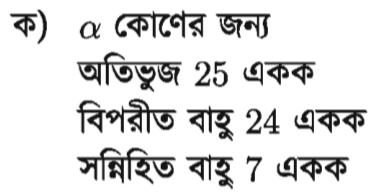 ক) α কোণের জন্য
অতিভুজ 25 একক
বিপরীত বাহু 24 একক
সন্নিহিত বাহু 7 একক